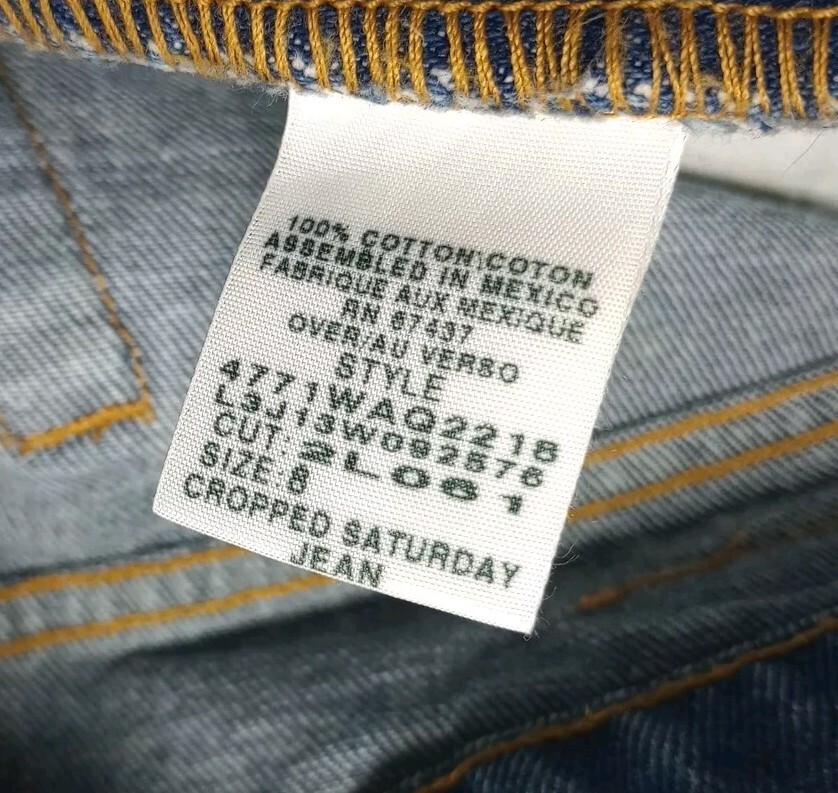 100% COTTON\COTON
ASSEMBLED IN MEXICO
FABRIQUE AUX MEXIQUE
RN 67437
OVER/AU VERSO
STYLE
4771WAQ2218
L3J13W092576
CUT: 2L061
SIZE: 8
CROPPED SATURDAY
JEAN